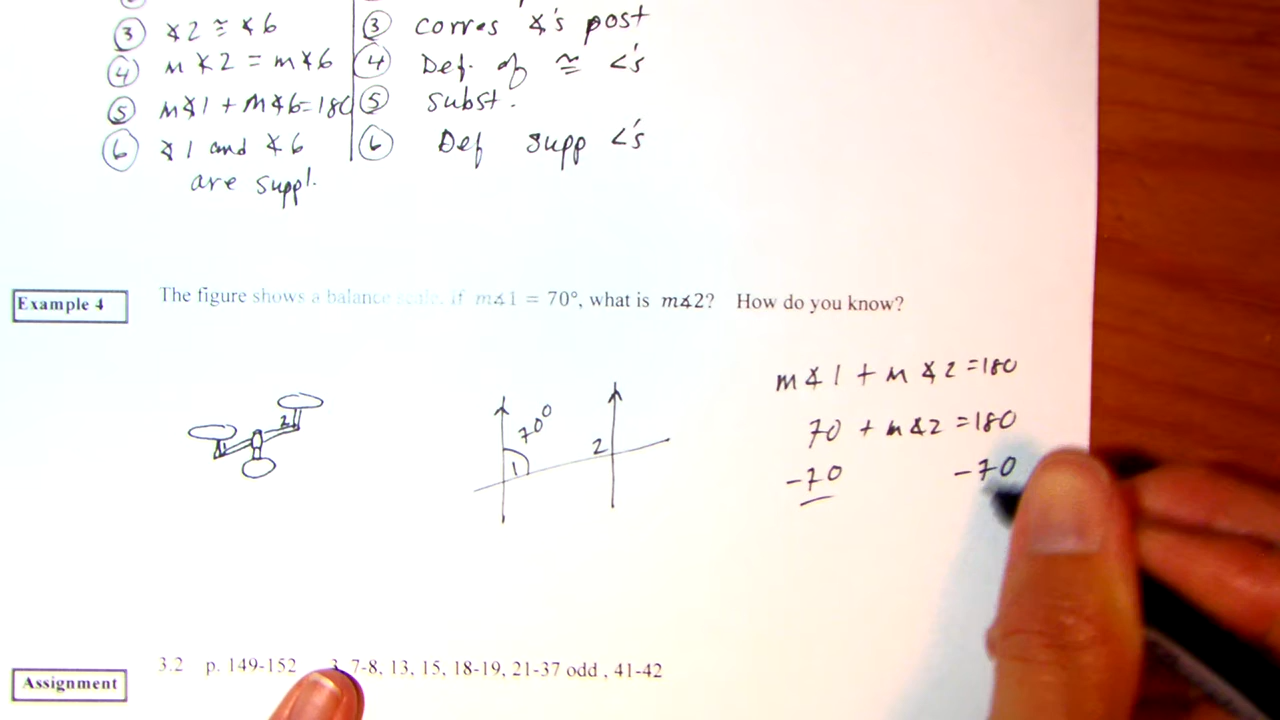 ③ ∡2 ≅ ∡6 ③ corres ∡'s post
④ m∡2 = m∡6 ④ Def. of ≅ <'s
⑤ m∡1 + m∡6=180 ⑤ subst.
⑥ ∡1 and ∡6 ⑥ Def supp <'s
are suppl.
Example 4
The figure shows a balance scale. If m∡1 = 70°, what is m∡2? How do you know?
2
70°
1
2
m∡1 + m∡2 =180
70 + m∡2 =180
-70 -70
Assignment
3.2 p. 149-152 3, 7-8, 13, 15, 18-19, 21-37 odd , 41-42